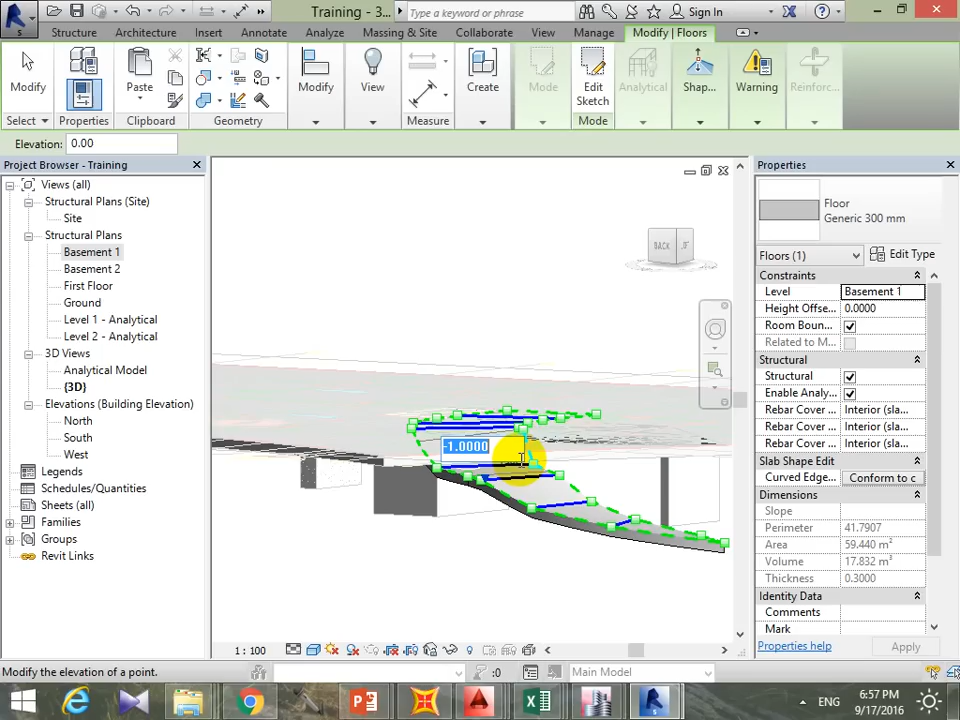 Training - 3...
Type a keyword or phrase
Sign In
Structure
Architecture
Insert
Annotate
Analyze
Massing & Site
Collaborate
View
Manage
Modify | Floors
Modify
Properties
Paste
Modify
View
Create
Mode
Edit Sketch
Analytical
Shap...
Warning
Reinforc...
Select
Properties
Clipboard
Geometry
Measure
Mode
Elevation: 0.00
Project Browser - Training
Views (all)
Structural Plans (Site)
Site
Structural Plans
Basement 1
Basement 2
First Floor
Ground
Level 1 - Analytical
Level 2 - Analytical
3D Views
Analytical Model
{3D}
Elevations (Building Elevation)
North
South
West
Legends
Schedules/Quantities
Sheets (all)
Families
Groups
Revit Links
BACK
-1.0000
1 : 100
Properties
Floor
Generic 300 mm
Floors (1)
Edit Type
Constraints
Level Basement 1
Height Offse... 0.0000
Room Boun...
Related to M...
Structural
Structural
Enable Analy...
Rebar Cover ... Interior (sla...
Rebar Cover ... Interior (sla...
Rebar Cover ... Interior (sla...
Slab Shape Edit
Curved Edge... Conform to c
Dimensions
Slope
Perimeter 41.7907
Area 59.440 m²
Volume 17.832 m³
Thickness 0.3000
Identity Data
Comments
Mark
Properties help
Apply
Modify the elevation of a point.
:0
Main Model
ENG
6:57 PM
9/17/2016